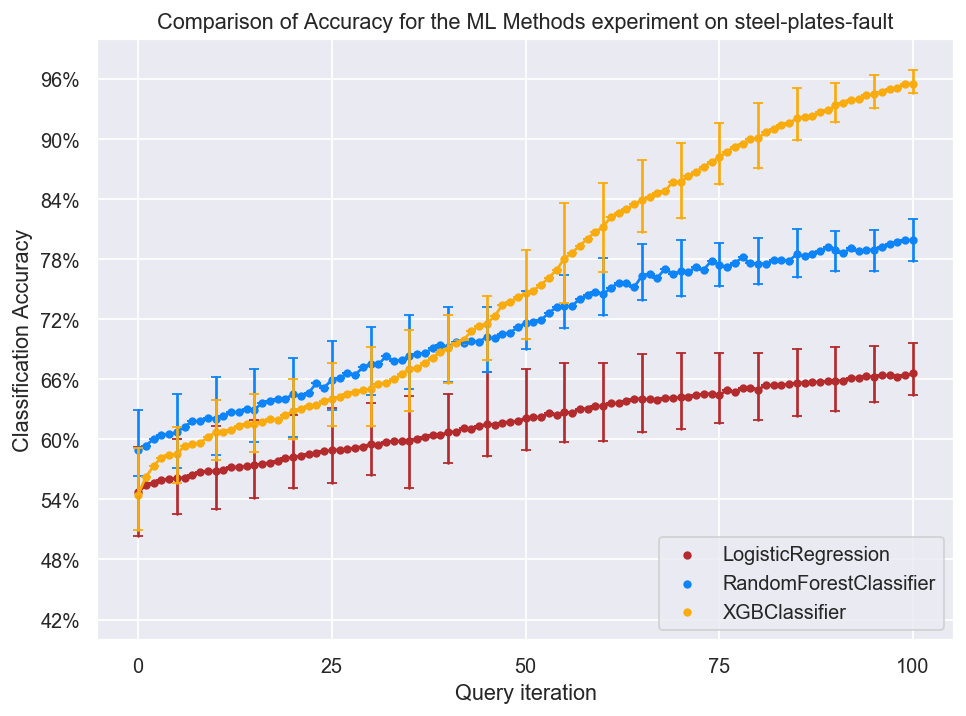 Comparison of Accuracy for the ML Methods experiment on steel-plates-fault
96%
90%
84%
78%
72%
66%
60%
54%
48%
42%
Classification Accuracy
LogisticRegression
RandomForestClassifier
XGBClassifier
0 25 50 75 100
Query iteration